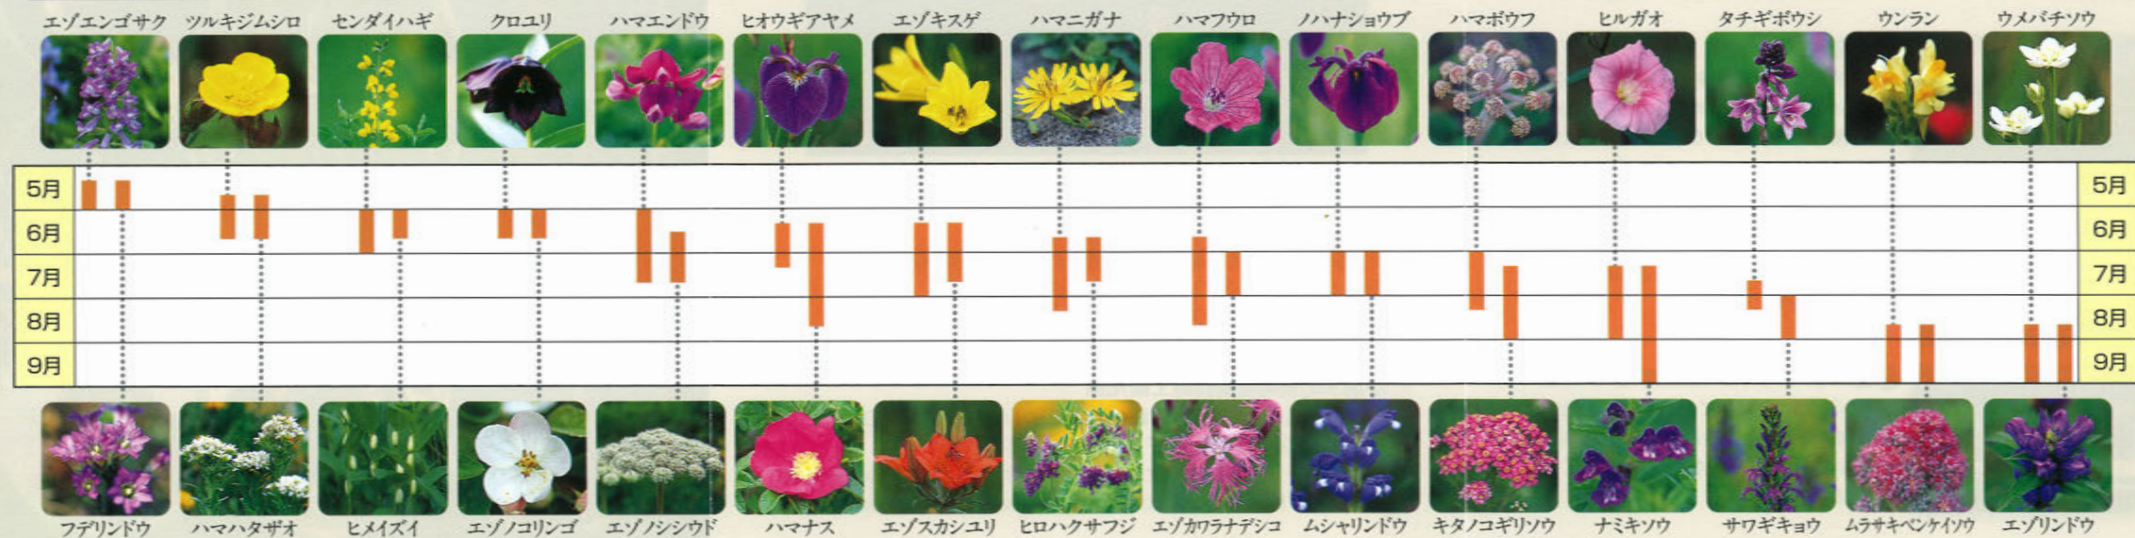 エゾエンゴサク ツルキジムシロ センダイハギ クロユリ ハマエンドウ ヒオウギアヤメ エゾキスゲ ハマニガナ ハマフウロ ノハナショウブ ハマボウフ ヒルガオ タチギボウシ ウンラン ウメバチソウ
5月 5月
6月 6月
7月 7月
8月 8月
9月 9月
フデリンドウ ハマハタザオ ヒメイズイ エゾノコリンゴ エゾノシシウド ハマナス エゾスカシユリ ヒロハクサフジ エゾカワラナデシコ ムシャリンドウ キタノコギリソウ ナミキソウ サワギキョウ ムラサキベンケイソウ エゾリンドウ